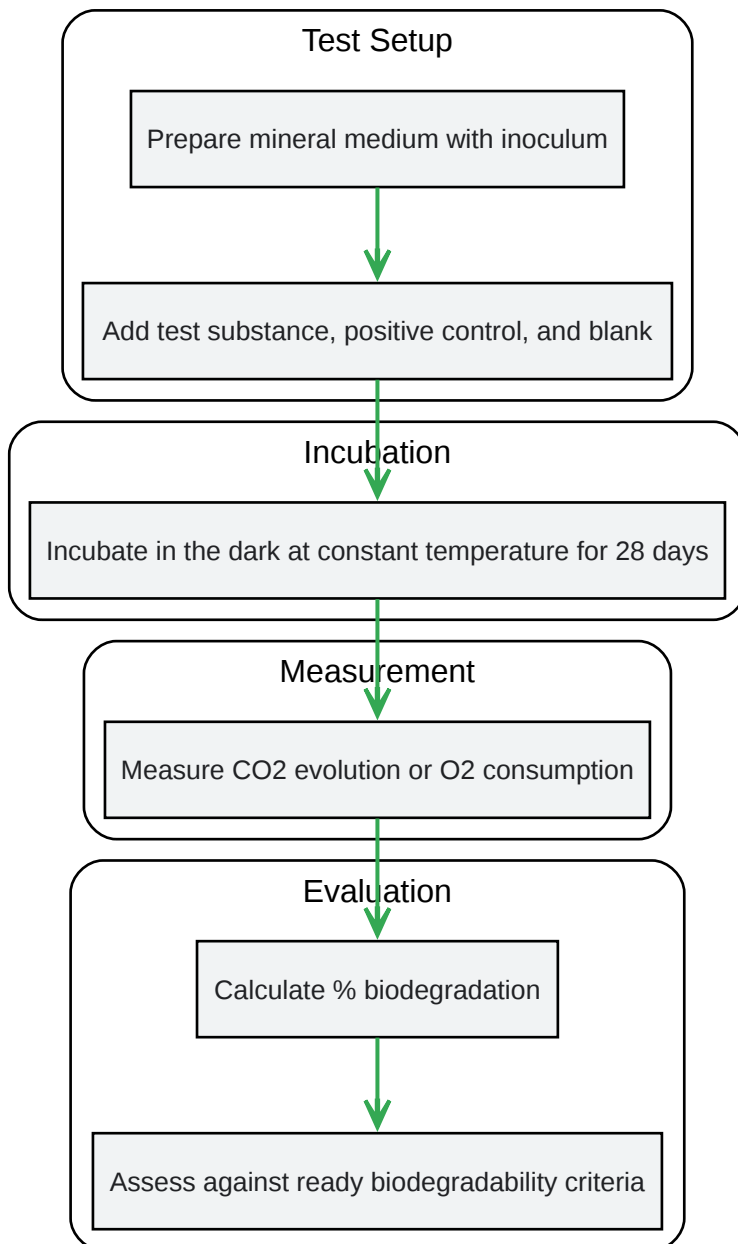 Test Setup
Prepare mineral medium with inoculum
Add test substance, positive control, and blank
Incubation
Incubate in the dark at constant temperature for 28 days
Measurement
Measure CO2 evolution or O2 consumption
Evaluation
Calculate % biodegradation
Assess against ready biodegradability criteria